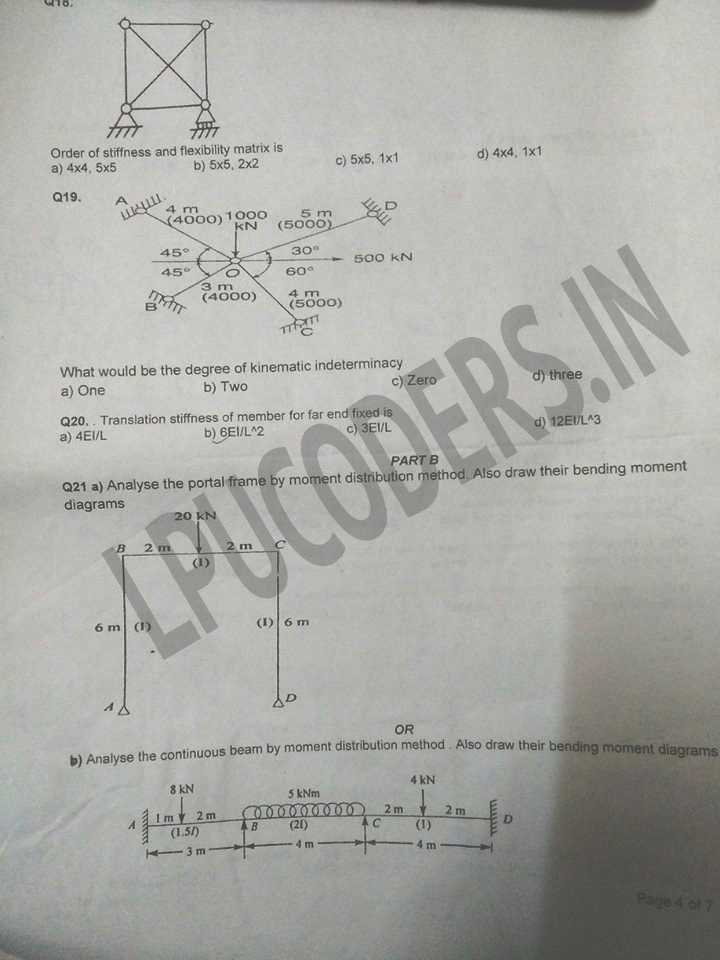 Q18.
Order of stiffness and flexibility matrix is
a) 4x4, 5x5 b) 5x5, 2x2 c) 5x5, 1x1 d) 4x4, 1x1
Q19.
A 4 m 5 m D
(4000) 1000 (5000)
kN
45° 30° 500 kN
45° O 60°
3 m 4 m
(4000) (5000)
B C
What would be the degree of kinematic indeterminacy
a) One b) Two c) Zero d) three
Q20. . Translation stiffness of member for far end fixed is
a) 4EI/L b) 6EI/L^2 c) 3EI/L d) 12EI/L^3
PART B
Q21 a) Analyse the portal frame by moment distribution method. Also draw their bending moment
diagrams
20 kN
B 2 m 2 m C
(I)
6 m (I) (I) 6 m
A D
OR
b) Analyse the continuous beam by moment distribution method . Also draw their bending moment diagrams
8 kN 5 kNm 4 kN
A 1 m 2 m B (2I) C 2 m 2 m D
(1.5I) (1)
3 m 4 m 4 m
Page 4 of 7
LPUCODERS.IN